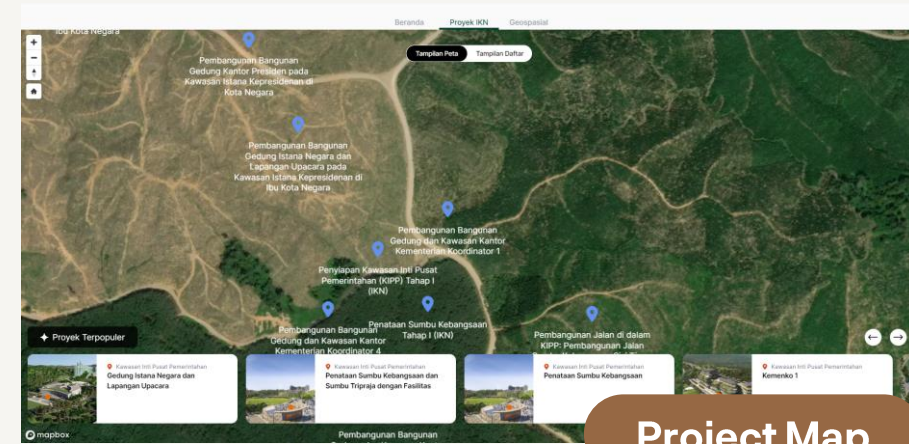 Beranda Proyek IKN Geospasial
Ibu Kota Negara
Tampilan Peta Tampilan Daftar
Pembangunan Bangunan
Gedung Kantor Presiden pada
Kawasan Istana Kepresidenan di
Kota Negara
Pembangunan Bangunan
Gedung Istana Negara dan
Lapangan Upacara pada
Kawasan Istana Kepresidenan di
Ibu Kota Negara
Pembangunan Bangunan
Gedung dan Kawasan Kantor
Kementerian Koordinator 1
Penyiapan Kawasan Inti Pusat
Pemerintahan (KIPP) Tahap I
(IKN)
Penataan Sumbu Kebangsaan
Tahap I (IKN)
Pembangunan Bangunan
Gedung dan Kawasan Kantor
Kementerian Koordinator 4
Pembangunan Jalan di dalam
KIPP: Pembangunan Jalan
Proyek Terpopuler
Kawasan Inti Pusat Pemerintahan
Gedung Istana Negara dan
Lapangan Upacara
Kawasan Inti Pusat Pemerintahan
Penataan Sumbu Kebangsaan dan
Sumbu Tripraja dengan Fasilitas
Kawasan Inti Pusat Pemerintahan
Penataan Sumbu Kebangsaan
Kawasan Inti Pusat Pemerintahan
Kemenko 1
mapbox
Pembangunan Bangunan
Project Map